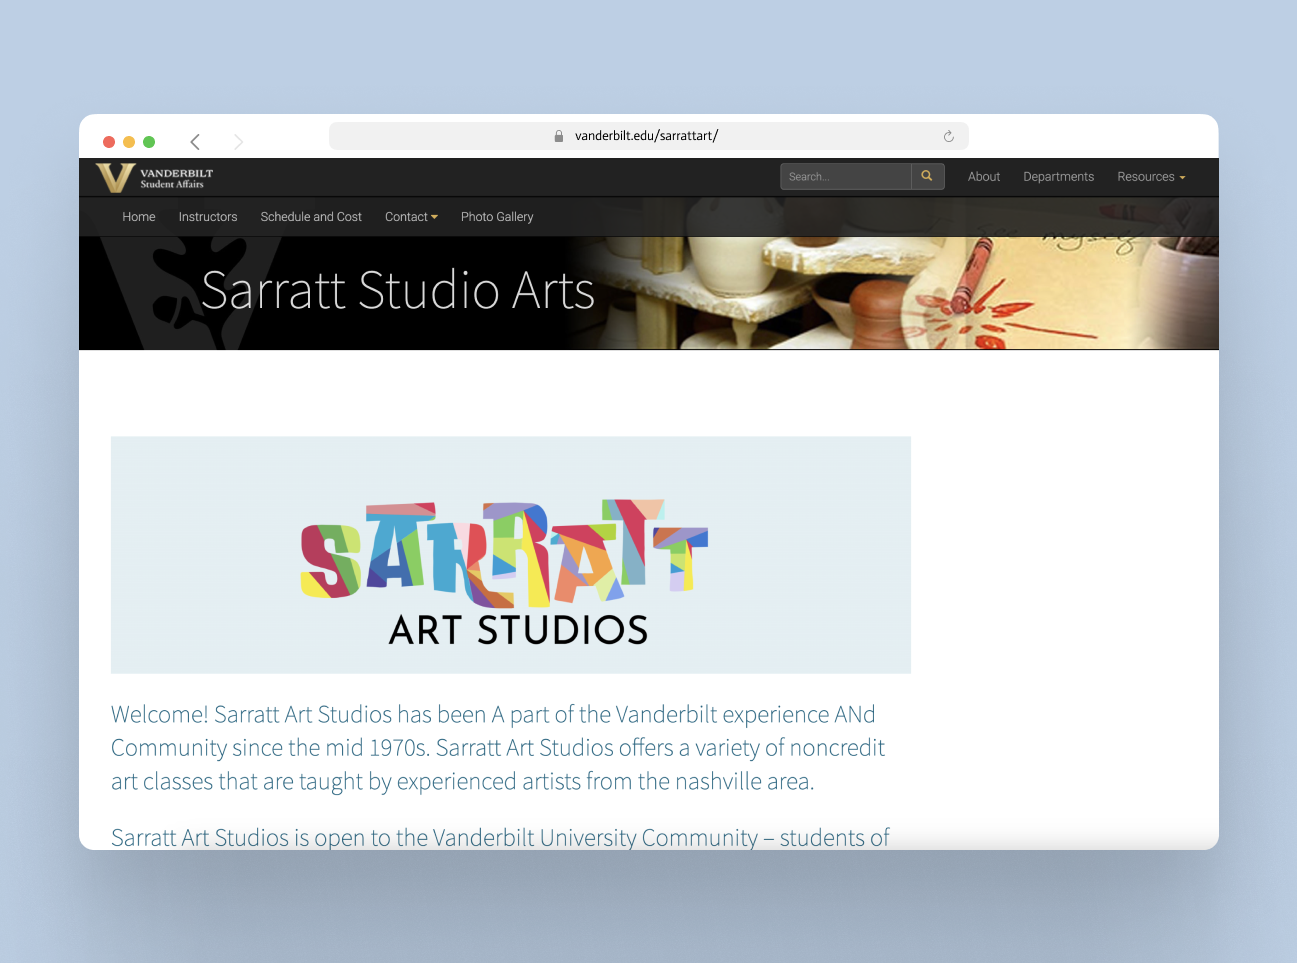 vanderbilt.edu/sarrattart/
VANDERBILT
Student Affairs
Search...
About
Departments
Resources
Home
Instructors
Schedule and Cost
Contact
Photo Gallery
myself
Sarratt Studio Arts
SARRATT
ART STUDIOS
Welcome! Sarratt Art Studios has been A part of the Vanderbilt experience ANd
Community since the mid 1970s. Sarratt Art Studios offers a variety of noncredit
art classes that are taught by experienced artists from the nashville area.
Sarratt Art Studios is open to the Vanderbilt University Community – students of